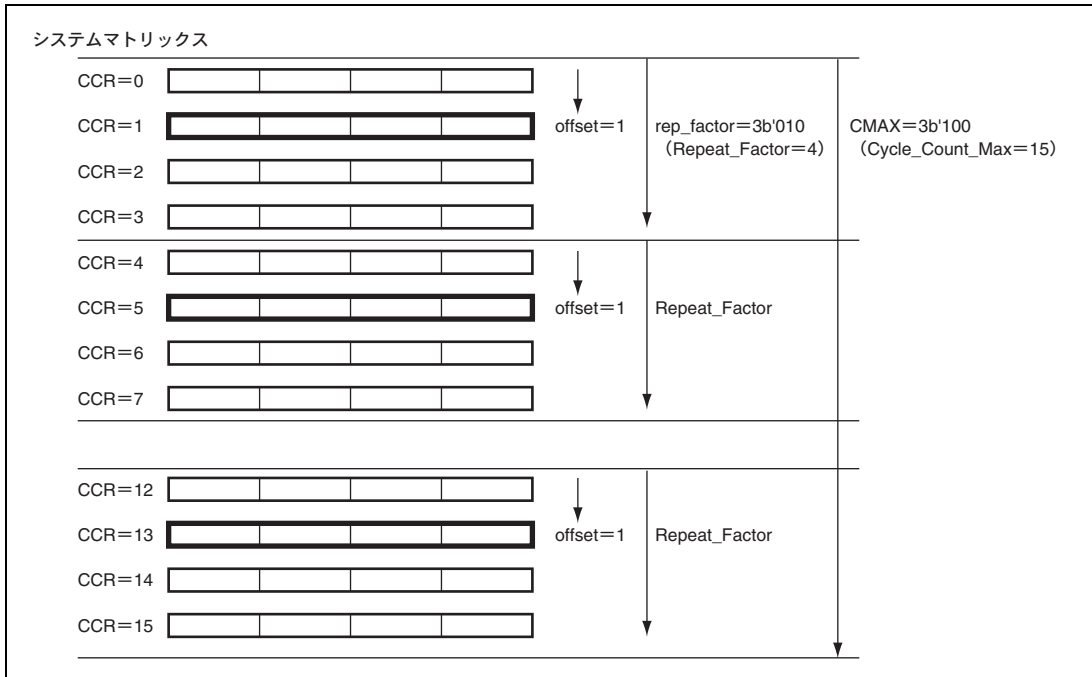 システムマトリックス
CCR＝0
CCR＝1 offset＝1 rep_factor＝3b'010 CMAX＝3b'100
（Repeat_Factor＝4） （Cycle_Count_Max＝15）
CCR＝2
CCR＝3
CCR＝4
CCR＝5 offset＝1 Repeat_Factor
CCR＝6
CCR＝7
CCR＝12
CCR＝13 offset＝1 Repeat_Factor
CCR＝14
CCR＝15